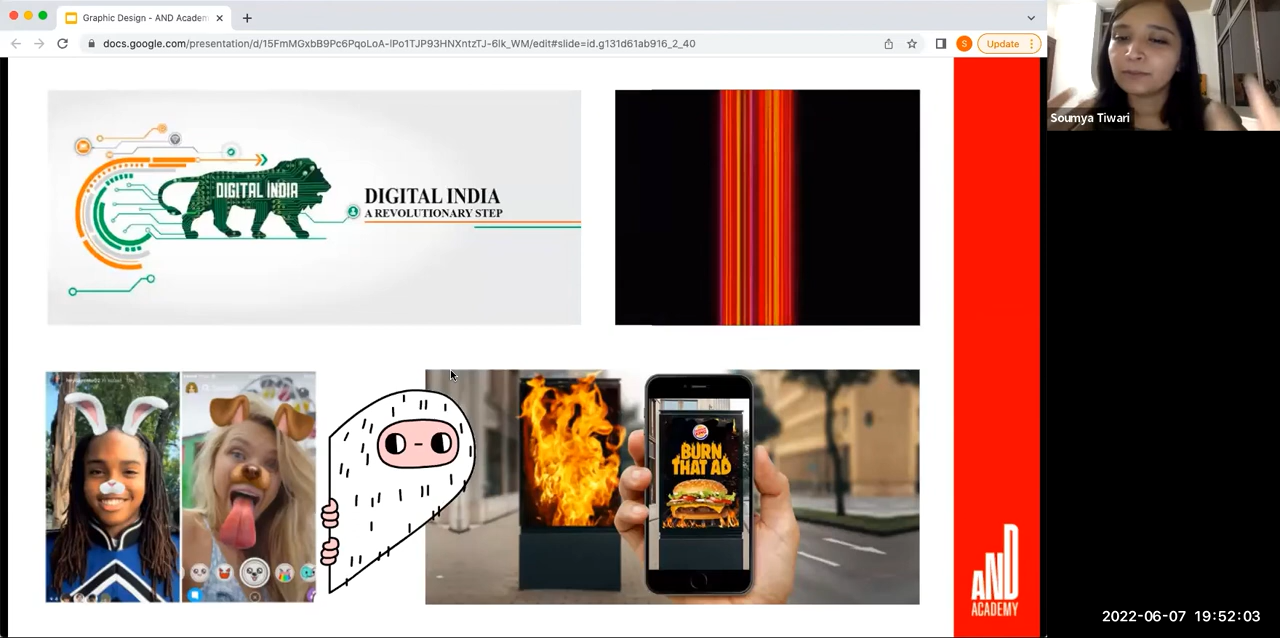 Graphic Design - AND Academ
docs.google.com/presentation/d/15FmMGxbB9Pc6PqoLoA-lPo1TJP93HNXntzTJ-6lk_WM/edit#slide=id.g131d61ab916_2_40
S
Update
Soumya Tiwari
DIGITAL INDIA
DIGITAL INDIA
A REVOLUTIONARY STEP
BURN
THAT AD
AND
ACADEMY
2022-06-07 19:52:03